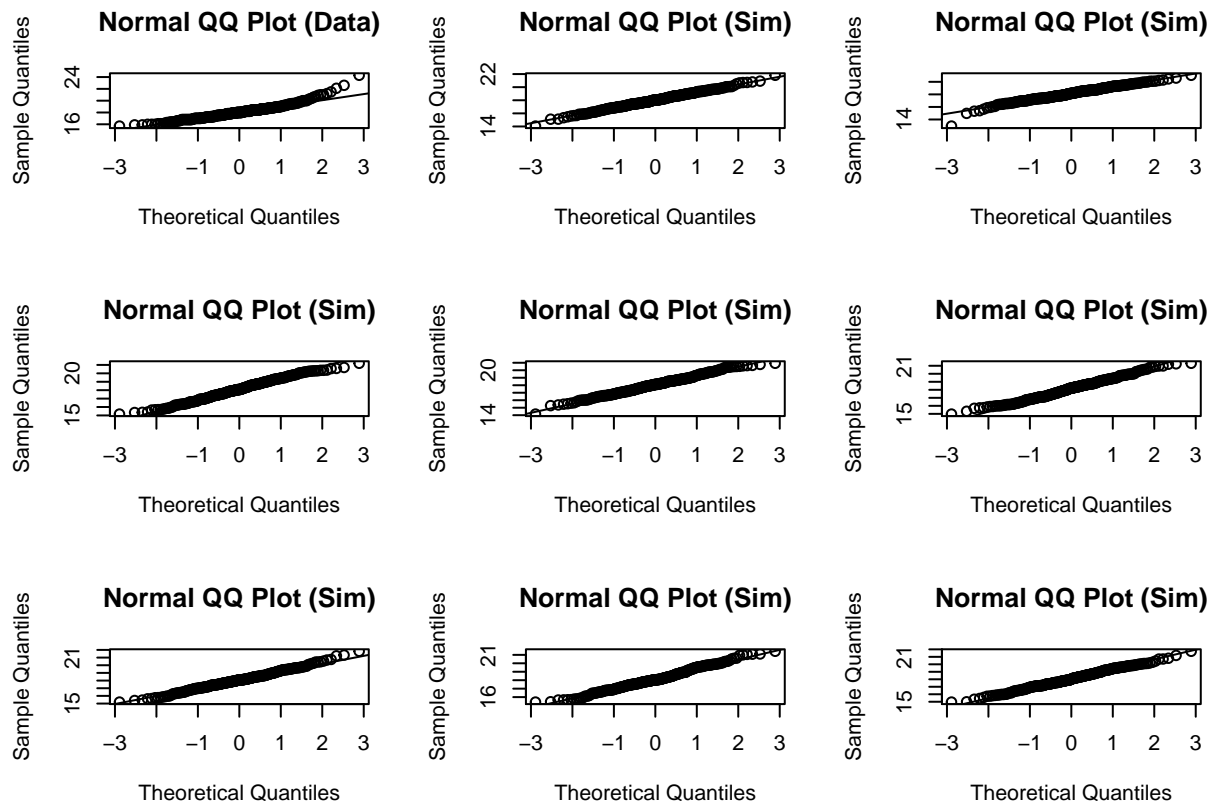 Normal QQ Plot (Data)
Sample Quantiles
16 24
−3 −1 0 1 2 3
Theoretical Quantiles
Normal QQ Plot (Sim)
Sample Quantiles
14 22
−3 −1 0 1 2 3
Theoretical Quantiles
Normal QQ Plot (Sim)
Sample Quantiles
14
−3 −1 0 1 2 3
Theoretical Quantiles
Normal QQ Plot (Sim)
Sample Quantiles
15 20
−3 −1 0 1 2 3
Theoretical Quantiles
Normal QQ Plot (Sim)
Sample Quantiles
14 20
−3 −1 0 1 2 3
Theoretical Quantiles
Normal QQ Plot (Sim)
Sample Quantiles
15 21
−3 −1 0 1 2 3
Theoretical Quantiles
Normal QQ Plot (Sim)
Sample Quantiles
15 21
−3 −1 0 1 2 3
Theoretical Quantiles
Normal QQ Plot (Sim)
Sample Quantiles
16 21
−3 −1 0 1 2 3
Theoretical Quantiles
Normal QQ Plot (Sim)
Sample Quantiles
15 21
−3 −1 0 1 2 3
Theoretical Quantiles